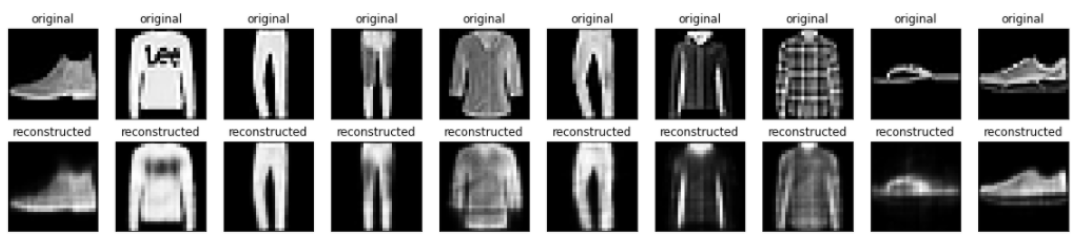 original original original original original original original original original original
Lee
reconstructed reconstructed reconstructed reconstructed reconstructed reconstructed reconstructed reconstructed reconstructed reconstructed